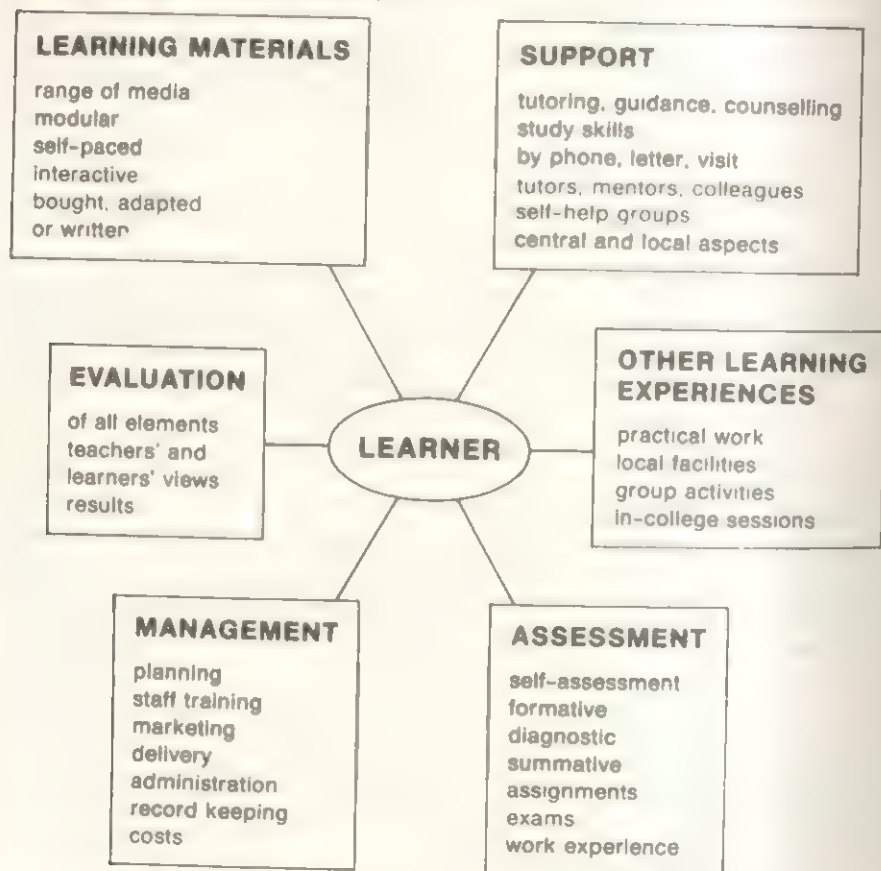 LEARNING MATERIALS
range of media
modular
self-paced
interactive
bought, adapted
or written
SUPPORT
tutoring, guidance, counselling
study skills
by phone, letter, visit
tutors, mentors, colleagues
self-help groups
central and local aspects
EVALUATION
of all elements
teachers' and
learners' views
results
LEARNER
OTHER LEARNING
EXPERIENCES
practical work
local facilities
group activities
in-college sessions
MANAGEMENT
planning
staff training
marketing
delivery
administration
record keeping
costs
ASSESSMENT
self-assessment
formative
diagnostic
summative
assignments
exams
work experience